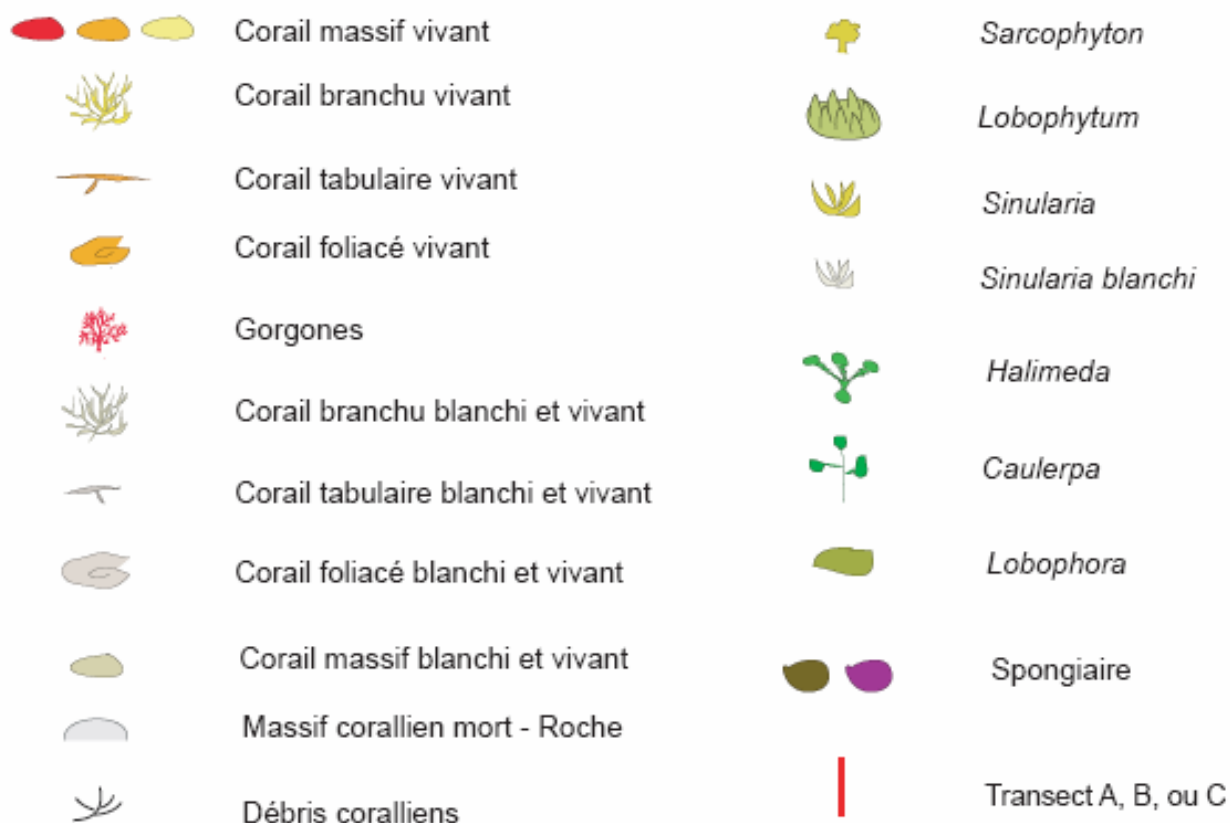 Corail massif vivant
Corail branchu vivant
Corail tabulaire vivant
Corail foliacé vivant
Gorgones
Corail branchu blanchi et vivant
Corail tabulaire blanchi et vivant
Corail foliacé blanchi et vivant
Corail massif blanchi et vivant
Massif corallien mort - Roche
Débris coralliens
Sarcophyton
Lobophytum
Sinularia
Sinularia blanchi
Halimeda
Caulerpa
Lobophora
Spongiaire
Transect A, B, ou C